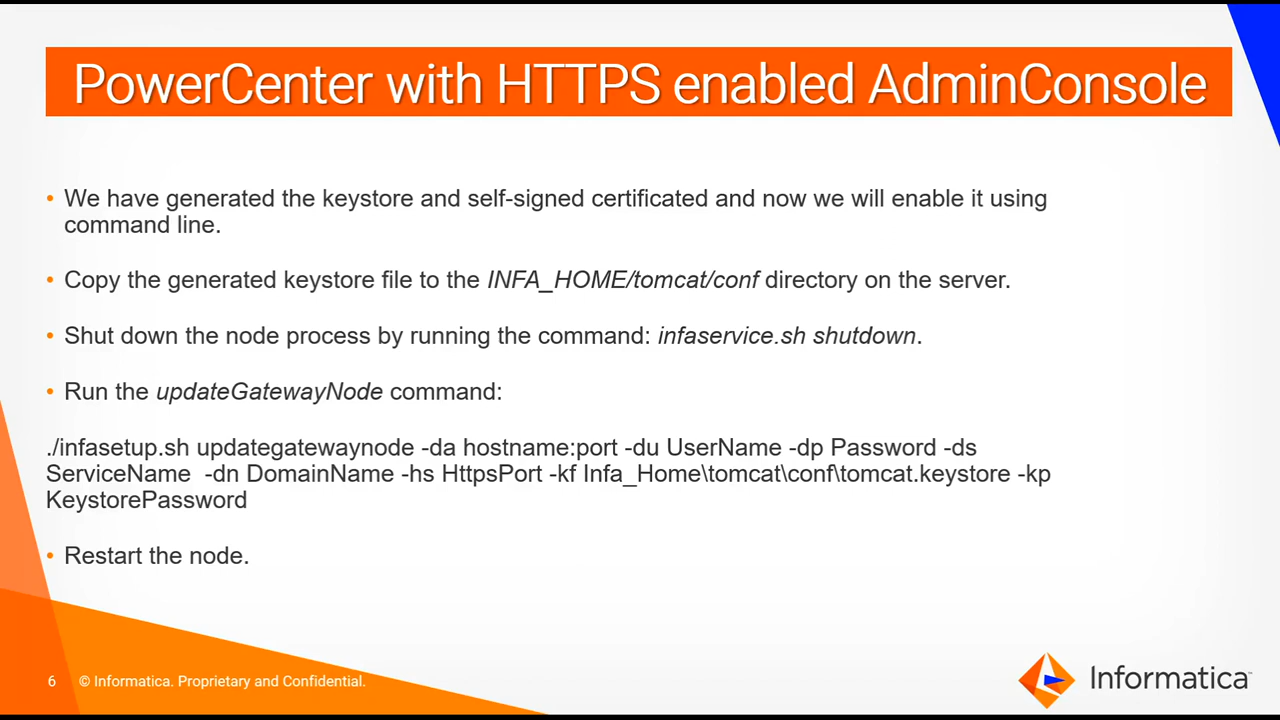 PowerCenter with HTTPS enabled AdminConsole
• We have generated the keystore and self-signed certificated and now we will enable it using
command line.
• Copy the generated keystore file to the INFA_HOME/tomcat/conf directory on the server.
• Shut down the node process by running the command: infaservice.sh shutdown.
• Run the updateGatewayNode command:
./infasetup.sh updategatewaynode -da hostname:port -du UserName -dp Password -ds
ServiceName  -dn DomainName -hs HttpsPort -kf Infa_Home\tomcat\conf\tomcat.keystore -kp
KeystorePassword
• Restart the node.
6 © Informatica. Proprietary and Confidential.
Informatica™